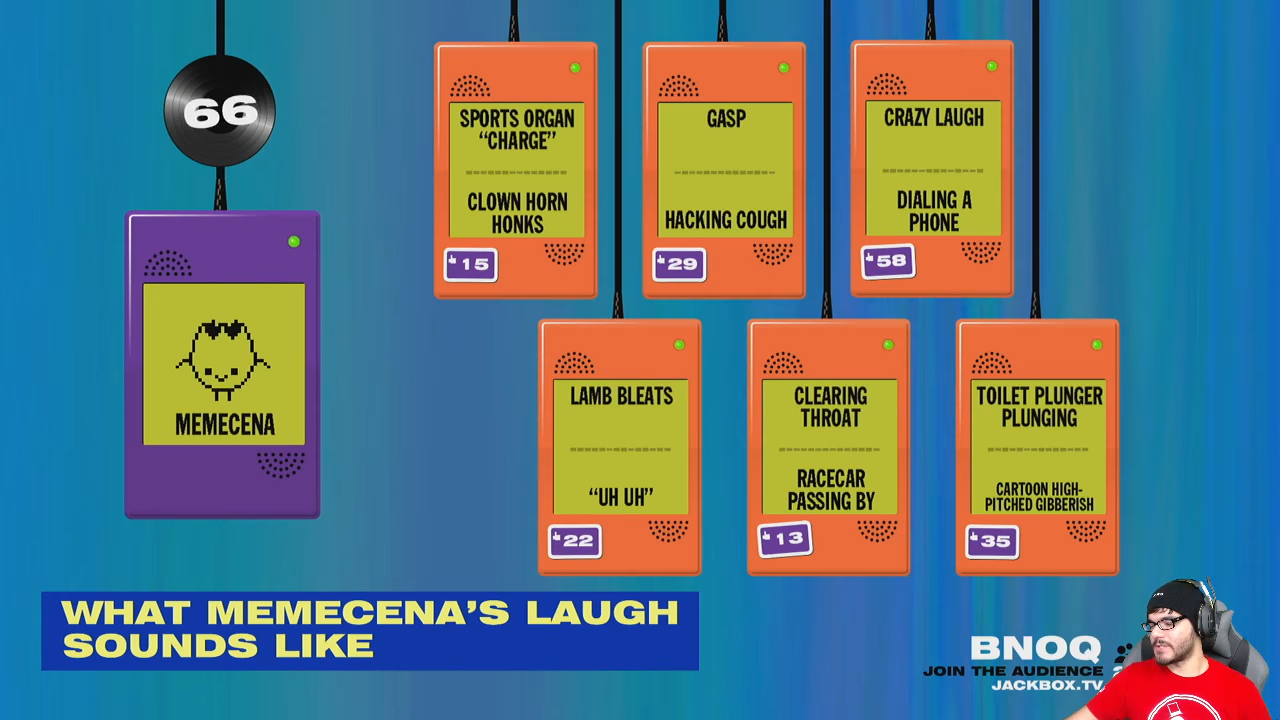 66
MEMECENA
SPORTS ORGAN
“CHARGE”
CLOWN HORN
HONKS
15
GASP
HACKING COUGH
29
CRAZY LAUGH
DIALING A
PHONE
58
LAMB BLEATS
“UH UH”
22
CLEARING
THROAT
RACECAR
PASSING BY
13
TOILET PLUNGER
PLUNGING
CARTOON HIGH-
PITCHED GIBBERISH
35
WHAT MEMECENA’S LAUGH
SOUNDS LIKE
BNOQ
JOIN THE AUDIENCE
JACKBOX.TV